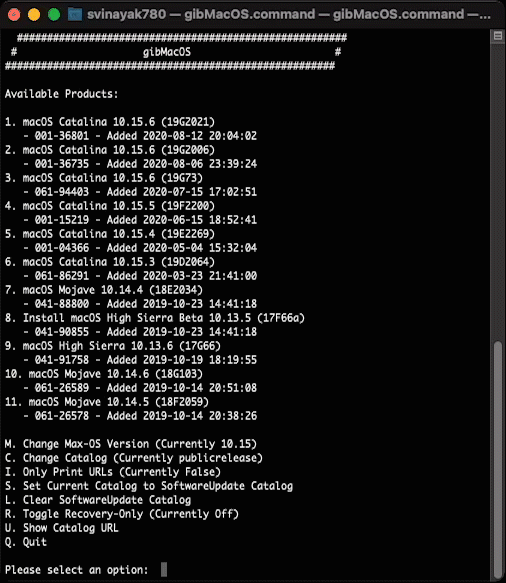 svinayak780 — gibMacOS.command — gibMacOS.command —...
#######################################################
# gibMacOS #
#######################################################
Available Products:
1. macOS Catalina 10.15.6 (19G2021)
- 001-36801 - Added 2020-08-12 20:04:02
2. macOS Catalina 10.15.6 (19G2006)
- 001-36735 - Added 2020-08-06 23:39:24
3. macOS Catalina 10.15.6 (19G73)
- 061-94403 - Added 2020-07-15 17:02:51
4. macOS Catalina 10.15.5 (19F2200)
- 001-15219 - Added 2020-06-15 18:52:41
5. macOS Catalina 10.15.4 (19E2269)
- 001-04366 - Added 2020-05-04 15:32:04
6. macOS Catalina 10.15.3 (19D2064)
- 061-86291 - Added 2020-03-23 21:41:00
7. macOS Mojave 10.14.4 (18E2034)
- 041-88800 - Added 2019-10-23 14:41:18
8. Install macOS High Sierra Beta 10.13.5 (17F66a)
- 041-90855 - Added 2019-10-23 14:41:18
9. macOS High Sierra 10.13.6 (17G66)
- 041-91758 - Added 2019-10-19 18:19:55
10. macOS Mojave 10.14.6 (18G103)
- 061-26589 - Added 2019-10-14 20:51:08
11. macOS Mojave 10.14.5 (18F2059)
- 061-26578 - Added 2019-10-14 20:38:26
M. Change Max-OS Version (Currently 10.15)
C. Change Catalog (Currently publicrelease)
I. Only Print URLs (Currently False)
S. Set Current Catalog to SoftwareUpdate Catalog
L. Clear SoftwareUpdate Catalog
R. Toggle Recovery-Only (Currently Off)
U. Show Catalog URL
Q. Quit
Please select an option: